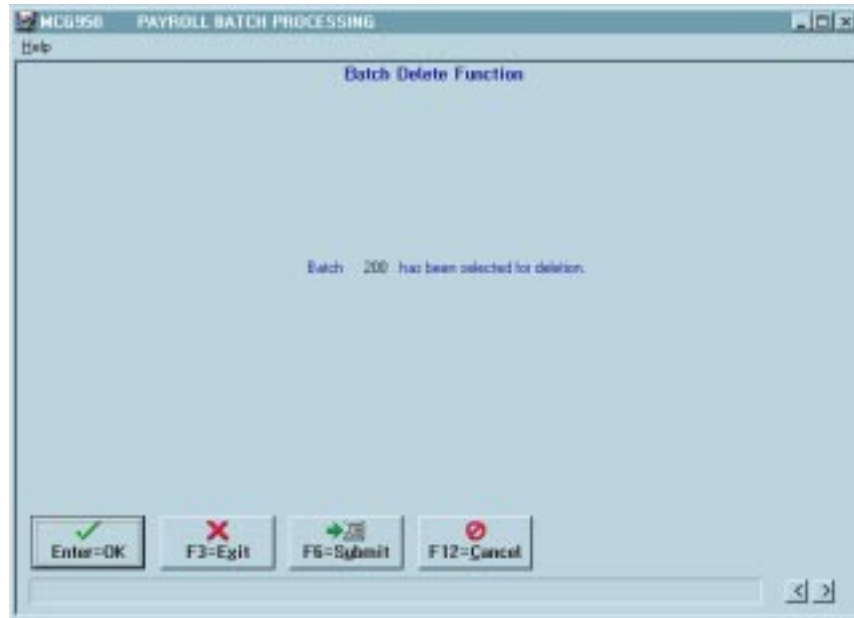 MCG950 PAYROLL BATCH PROCESSING
Help
Batch Delete Function
Batch 200 has been selected for deletion.
Enter=OK F3=Exit F6=Submit F12=Cancel